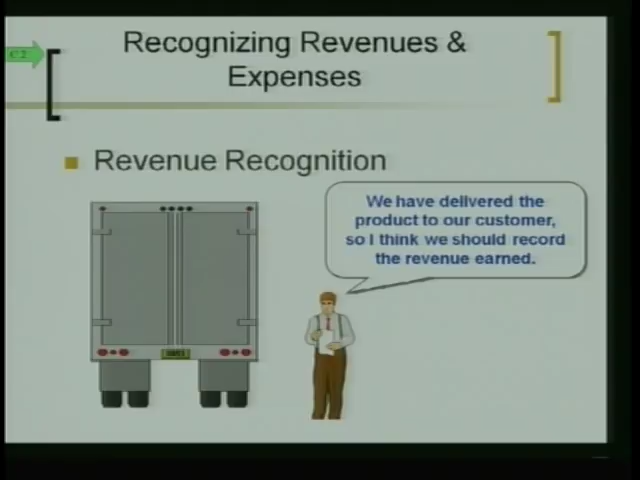 C 2
Recognizing Revenues &
Expenses
Revenue Recognition
We have delivered the
product to our customer,
so I think we should record
the revenue earned.